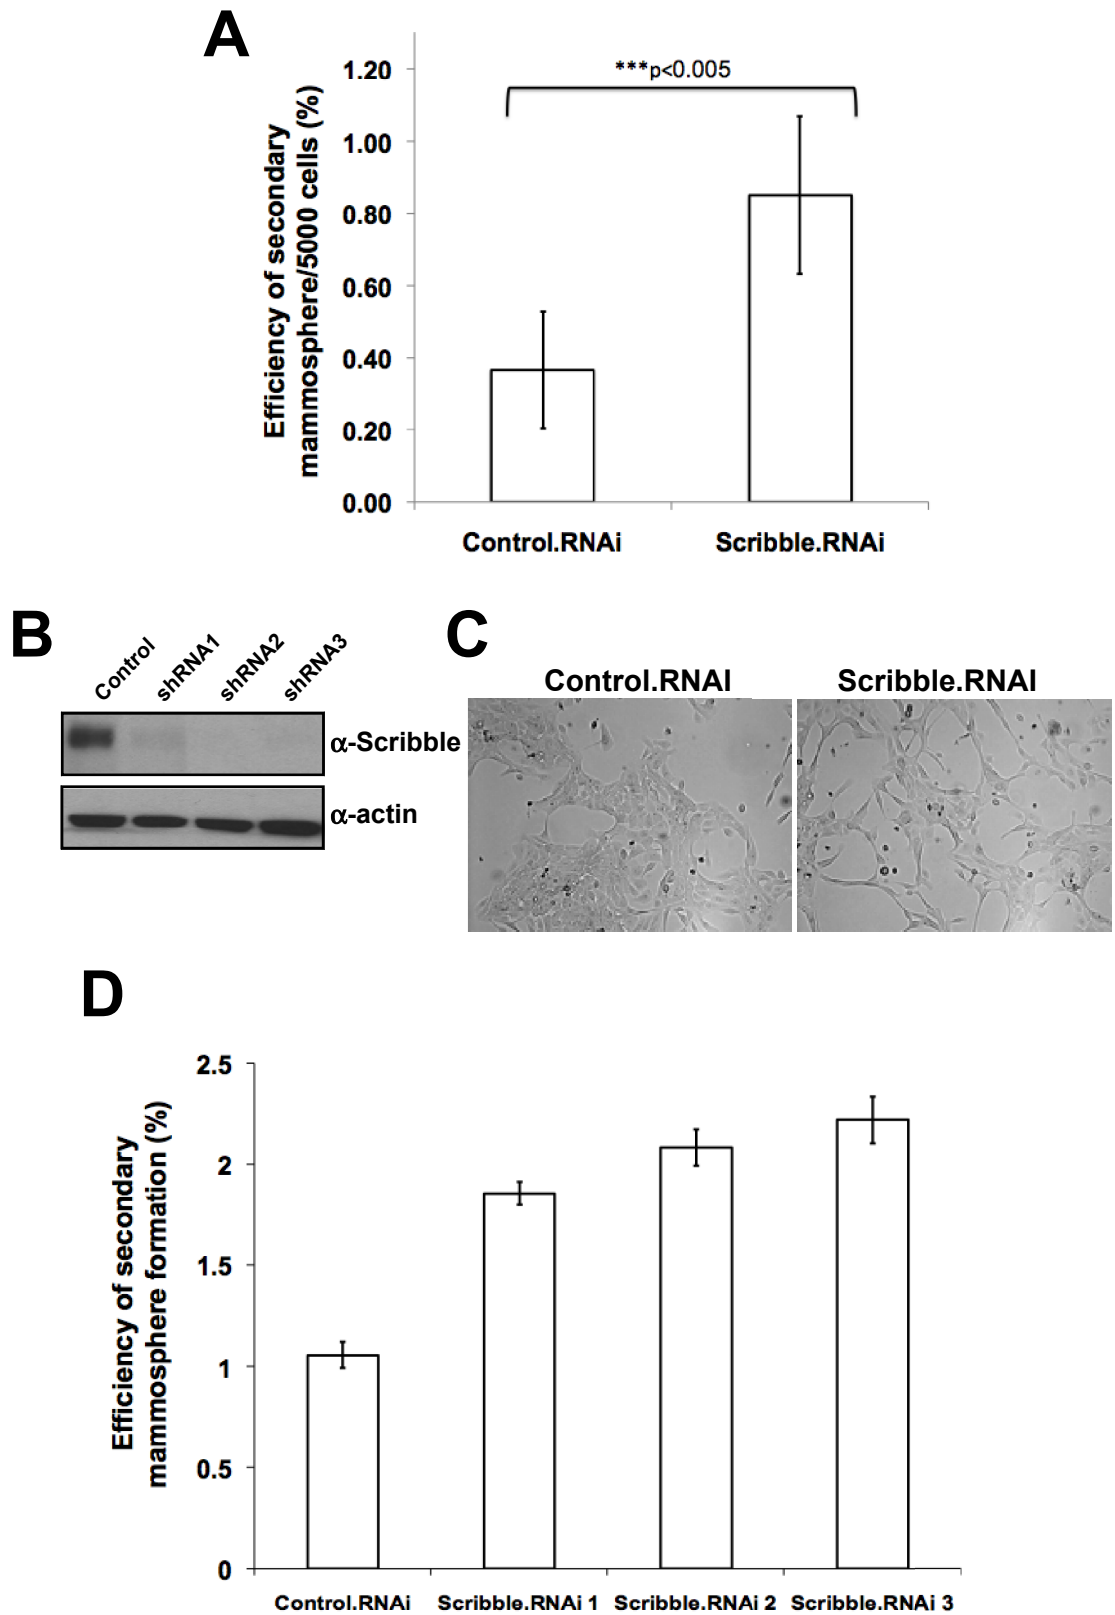 A
***p<0.005
Efficiency of secondary
mammosphere/5000 cells (%)
1.20
1.00
0.80
0.60
0.40
0.20
0.00
Control.RNAi Scribble.RNAi
B
Control shRNA1 shRNA2 shRNA3
α-Scribble
α-actin
C
Control.RNAI Scribble.RNAI
D
Efficiency of secondary
mammosphere formation (%)
2.5
2
1.5
1
0.5
0
Control.RNAi Scribble.RNAi 1 Scribble.RNAi 2 Scribble.RNAi 3